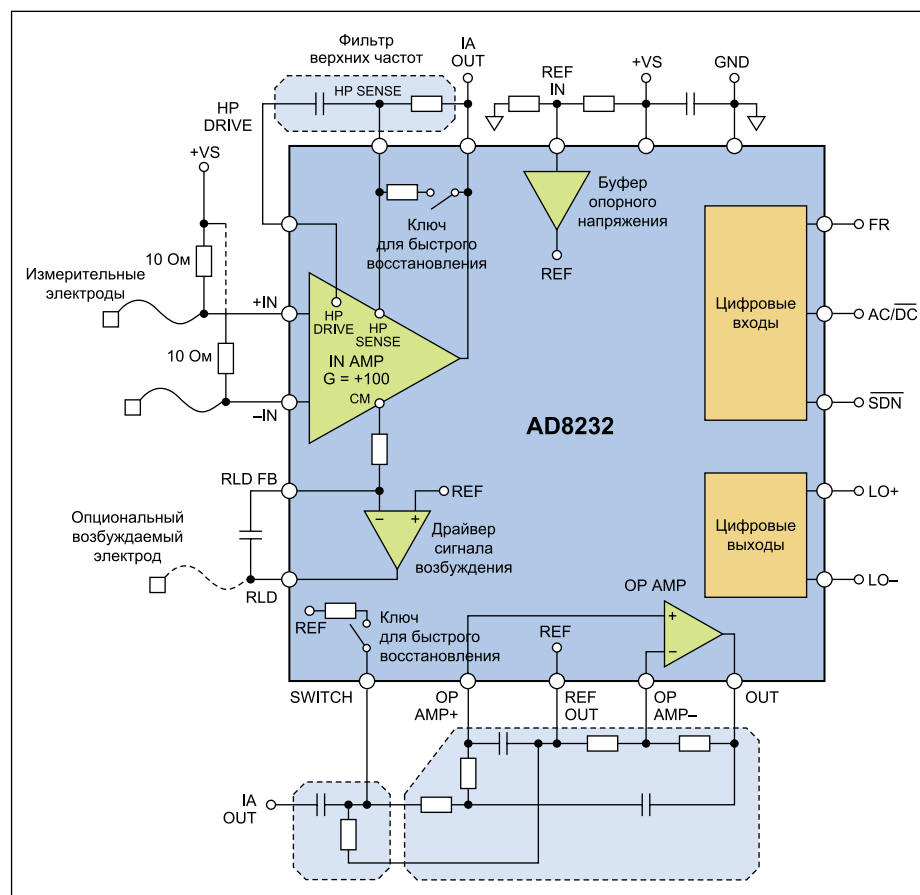 Фильтр
верхних частот
IA
OUT
REF
IN
+VS
GND
HP
DRIVE
HP SENSE
+VS
Буфер
опорного
напряжения
REF
Ключ
для быстрого
восстановления
FR
10 Ом
Измерительные
электроды
+IN
HP
DRIVE
HP
SENSE
Цифровые
входы
AC/D̅C̅
10 Ом
IN AMP
G = +100
CM
–IN
AD8232
S̅D̅N̅
RLD FB
REF
LO+
Опциональный
возбуждаемый
электрод
– +
Драйвер
сигнала
возбуждения
Цифровые
выходы
RLD
LO–
OP AMP
REF
Ключ
для быстрого
восстановления
REF
+
–
SWITCH
OP
AMP+
REF
OUT
OP
AMP–
OUT
IA
OUT